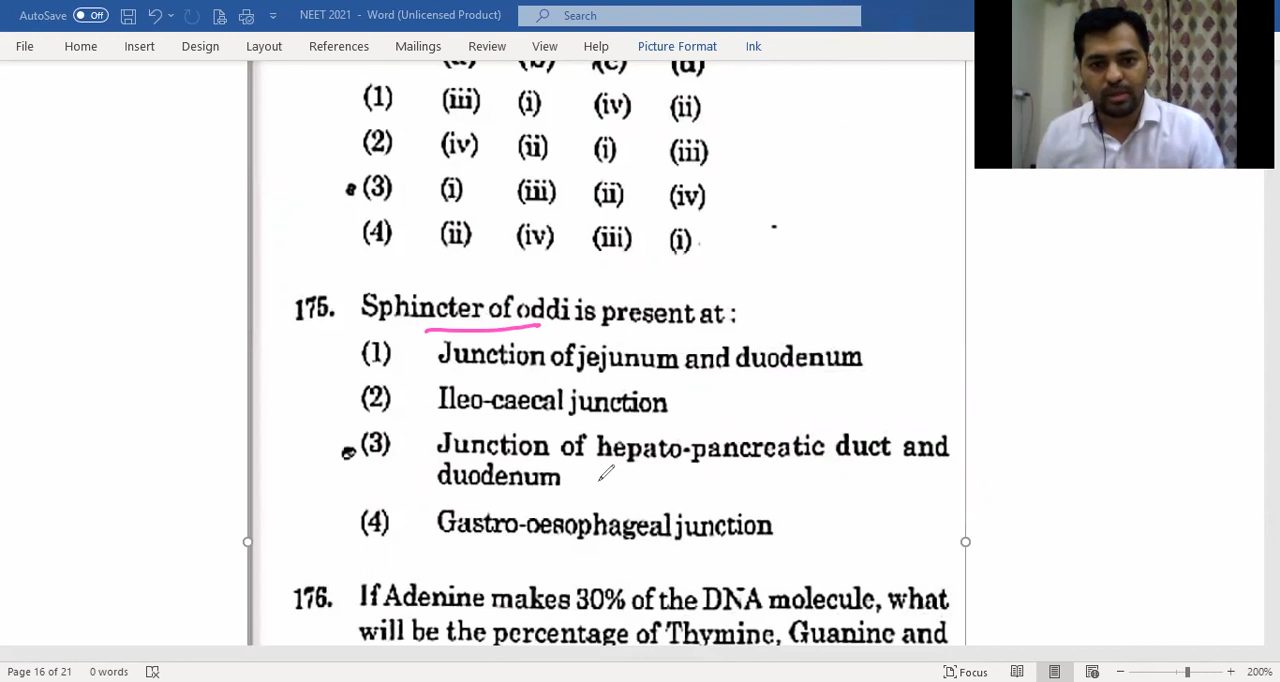 AutoSave Off NEET 2021 - Word (Unlicensed Product) Search
File Home Insert Design Layout References Mailings Review View Help Picture Format Ink
(a) (b) (c) (d)
(1) (iii) (i) (iv) (ii)
(2) (iv) (ii) (i) (iii)
(3) (i) (iii) (ii) (iv)
(4) (ii) (iv) (iii) (i)
175. Sphincter of oddi is present at :
(1) Junction of jejunum and duodenum
(2) Ileo-caecal junction
(3) Junction of hepato-pancreatic duct and
duodenum
(4) Gastro-oesophageal junction
176. If Adenine makes 30% of the DNA molecule, what
will be the percentage of Thymine, Guanine and
Page 16 of 21 0 words Focus 200%